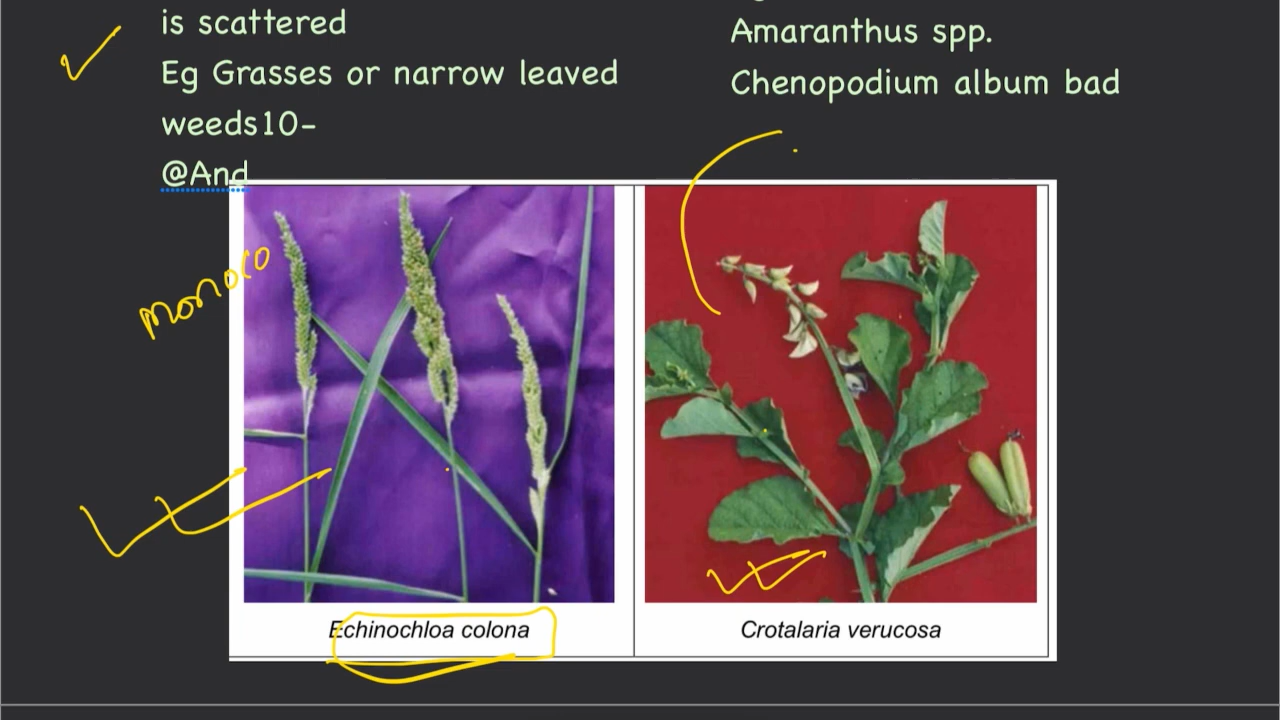 is scattered
Eg Grasses or narrow leaved
weeds10-
@And
Amaranthus spp.
Chenopodium album bad
monoco
Echinochloa colona
Crotalaria verucosa